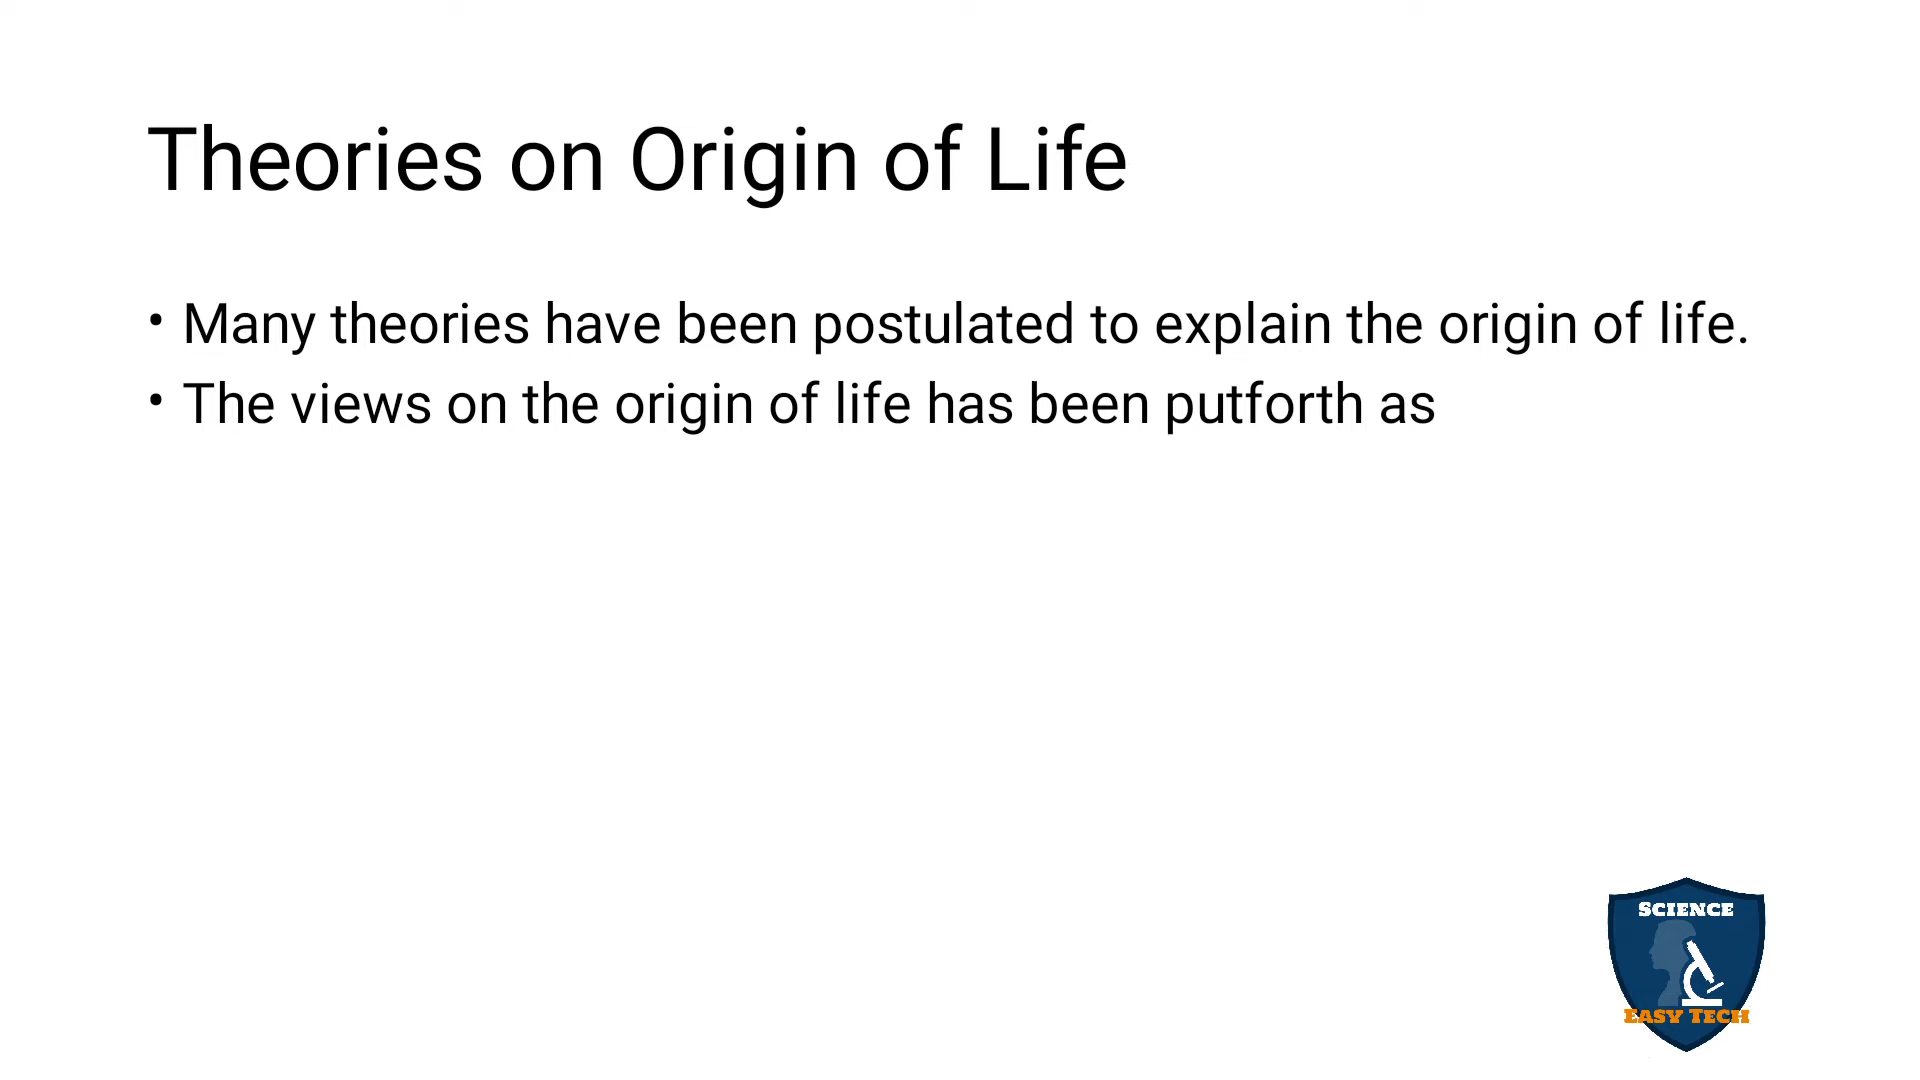 Theories on Origin of Life
• Many theories have been postulated to explain the origin of life.
• The views on the origin of life has been putforth as
SCIENCE
EASY TECH